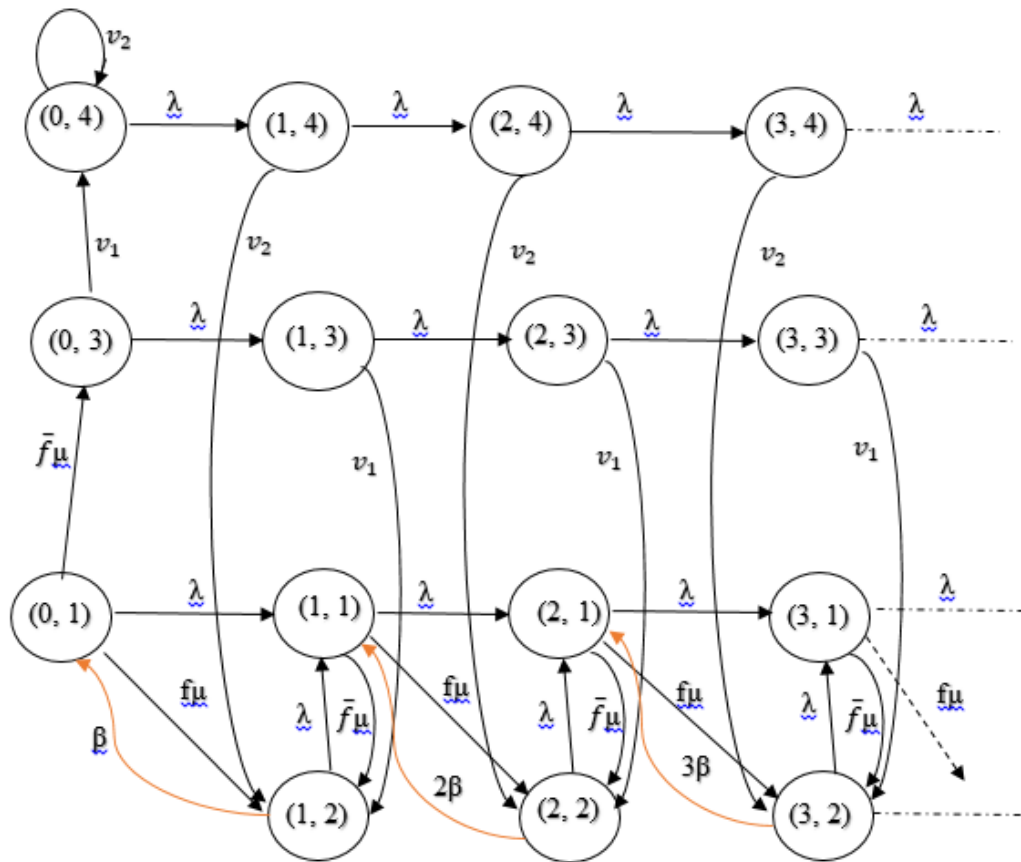 v₂
(0, 4) λ (1, 4) λ (2, 4) λ (3, 4) λ
v₁ v₂ v₂ v₂
(0, 3) λ (1, 3) λ (2, 3) λ (3, 3) λ
f̄μ v₁ v₁ v₁
(0, 1) λ (1, 1) λ (2, 1) λ (3, 1) λ
fμ fμ fμ fμ
β λ f̄μ 2β λ f̄μ 3β λ f̄μ
(1, 2) (2, 2) (3, 2)